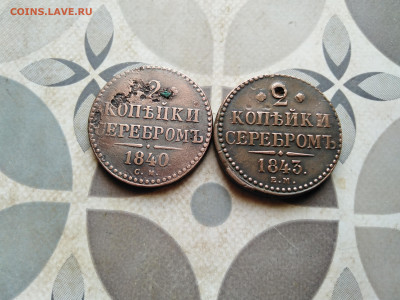 COINS.LAVE.RU
2
КОПѢЙКИ
СЕРЕБРОМЪ
1840.
С. М.
2
КОПѢЙКИ
СЕРЕБРОМЪ.
1843.
Е. М.